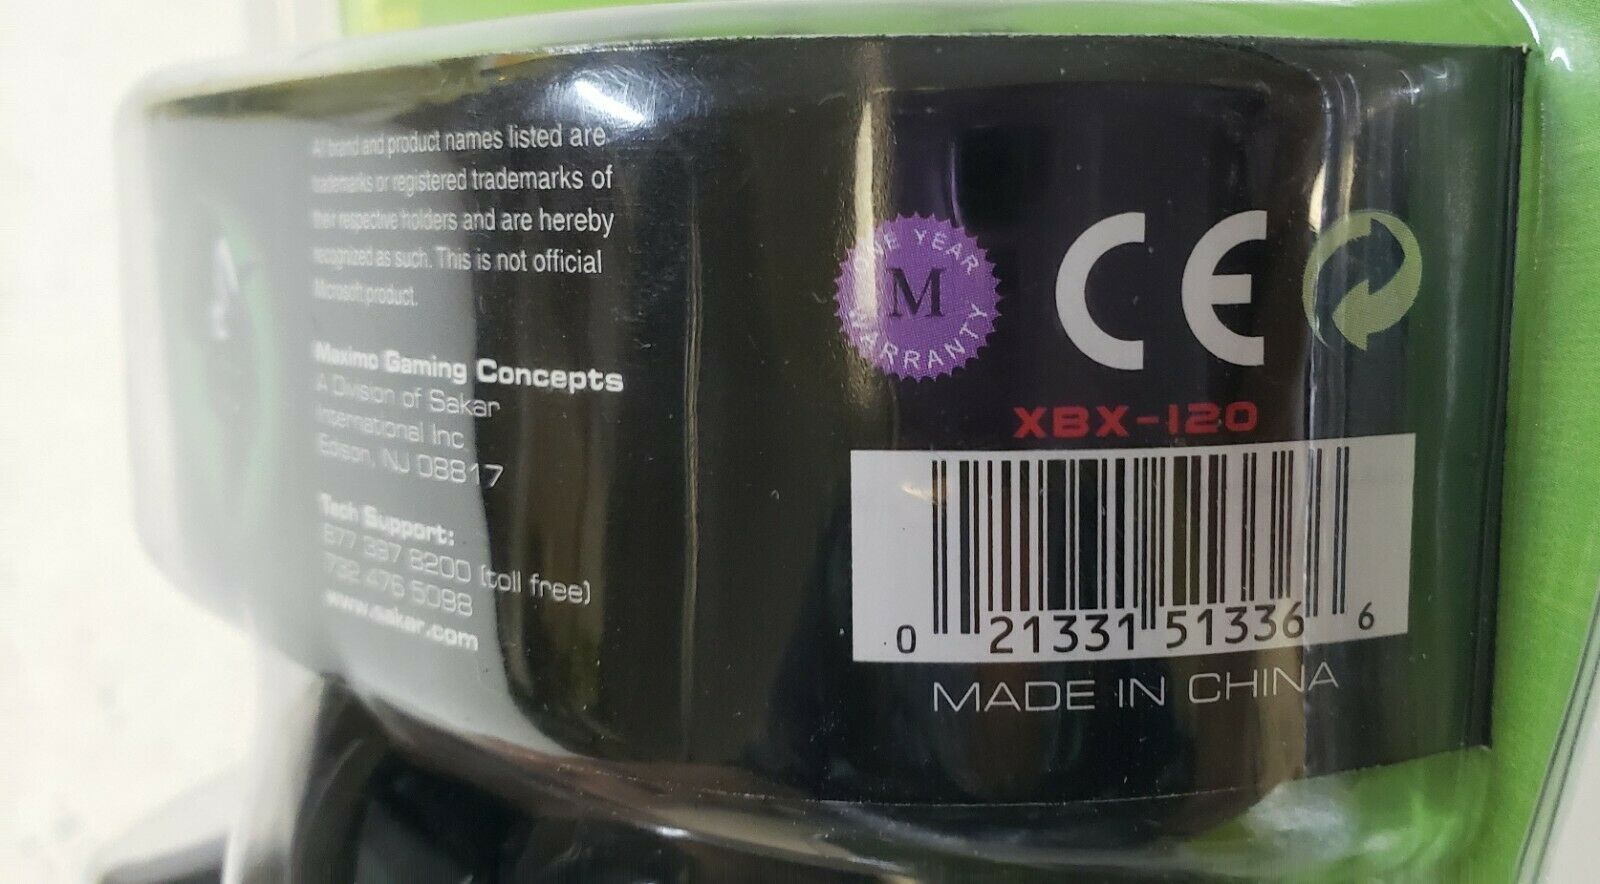 All brand and product names listed are
trademarks or registered trademarks of
their respective holders and are hereby
recognized as such. This is not official
Microsoft product.
Maximo Gaming Concepts
A Division of Sakar
International Inc
Edison, NJ 08817
Tech Support:
877 397 8200 (toll free)
732 476 5098
www.sakar.com
ONE YEAR
M
WARRANTY
CE
XBX-120
0 21331 51336 6
MADE IN CHINA